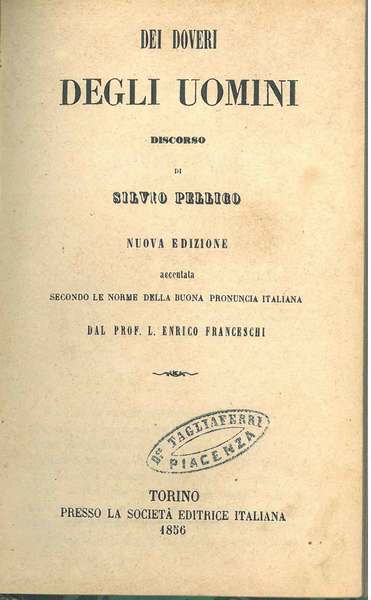 DEI DOVERI
DEGLI UOMINI
DISCORSO
DI
SILVIO PELLICO
NUOVA EDIZIONE
accentata
SECONDO LE NORME DELLA BUONA PRONUNCIA ITALIANA
DAL PROF. L. ENRICO FRANCESCHI
D.re TAGLIAFERRI
PIACENZA
TORINO
PRESSO LA SOCIETÀ EDITRICE ITALIANA
1856